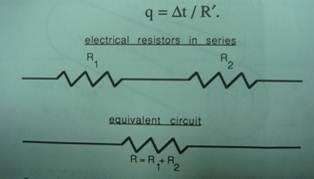 q = Δt / R′.
electrical resistors in series
R₁ R₂
equivalent circuit
R = R₁ + R₂